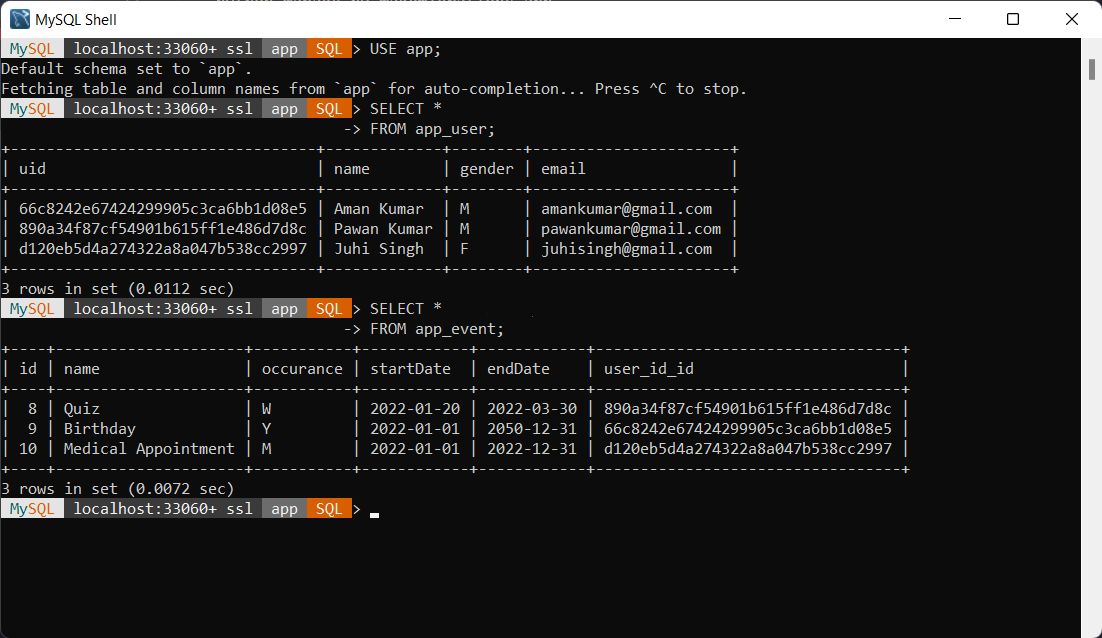 MySQL Shell
MySQL localhost:33060+ ssl app SQL > USE app;
Default schema set to `app`.
Fetching table and column names from `app` for auto-completion... Press ^C to stop.
MySQL localhost:33060+ ssl app SQL > SELECT *
-> FROM app_user;
+----------------------------------+-------------+--------+----------------------+
| uid                              | name        | gender | email                |
+----------------------------------+-------------+--------+----------------------+
| 66c8242e67424299905c3ca6bb1d08e5 | Aman Kumar  | M      | amankumar@gmail.com  |
| 890a34f87cf54901b615ff1e486d7d8c | Pawan Kumar | M      | pawankumar@gmail.com |
| d120eb5d4a274322a8a047b538cc2997 | Juhi Singh  | F      | juhisingh@gmail.com  |
+----------------------------------+-------------+--------+----------------------+
3 rows in set (0.0112 sec)
MySQL localhost:33060+ ssl app SQL > SELECT *
-> FROM app_event;
+----+---------------------+-----------+------------+------------+----------------------------------+
| id | name                | occurance | startDate  | endDate    | user_id_id                       |
+----+---------------------+-----------+------------+------------+----------------------------------+
|  8 | Quiz                | W         | 2022-01-20 | 2022-03-30 | 890a34f87cf54901b615ff1e486d7d8c |
|  9 | Birthday            | Y         | 2022-01-01 | 2050-12-31 | 66c8242e67424299905c3ca6bb1d08e5 |
| 10 | Medical Appointment | M         | 2022-01-01 | 2022-12-31 | d120eb5d4a274322a8a047b538cc2997 |
+----+---------------------+-----------+------------+------------+----------------------------------+
3 rows in set (0.0072 sec)
MySQL localhost:33060+ ssl app SQL >